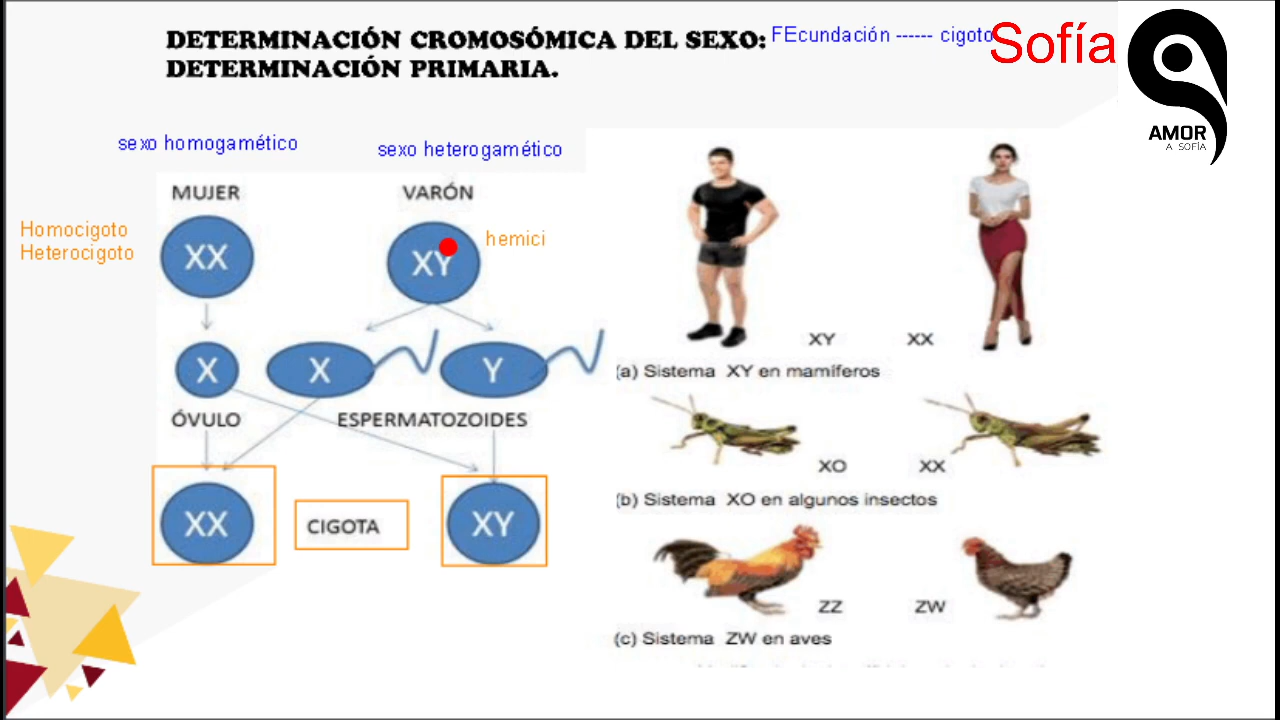 DETERMINACIÓN CROMOSÓMICA DEL SEXO: FEcundación ------ cigoto
DETERMINACIÓN PRIMARIA.
Sofía
AMOR
A SOFÍA
sexo homogamético
sexo heterogamético
MUJER
VARÓN
Homocigoto
Heterocigoto
XX
XY
hemici
X
X
Y
ÓVULO
ESPERMATOZOIDES
XX
CIGOTA
XY
XY
XX
(a) Sistema XY en mamíferos
XO
XX
(b) Sistema XO en algunos insectos
ZZ
ZW
(c) Sistema ZW en aves